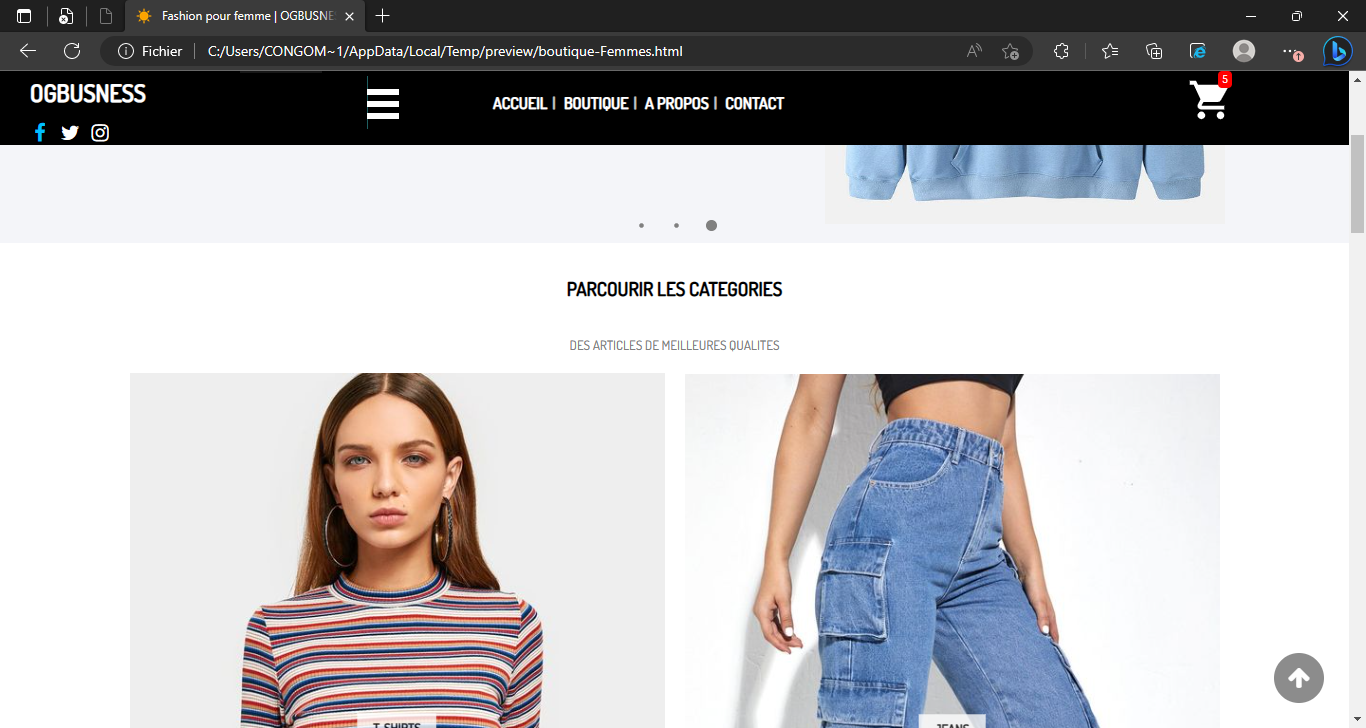 Fashion pour femme | OGBUSNE
Fichier
C:/Users/CONGOM~1/AppData/Local/Temp/preview/boutique-Femmes.html
OGBUSNESS
ACCUEIL | BOUTIQUE | A PROPOS | CONTACT
5
PARCOURIR LES CATEGORIES
DES ARTICLES DE MEILLEURES QUALITES
T-SHIRTS
JEANS